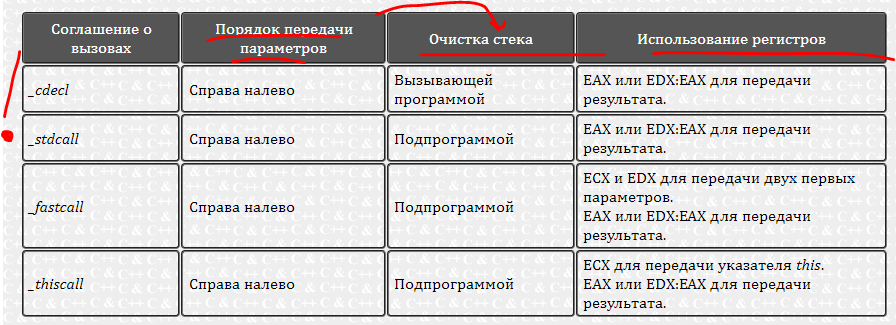 Соглашение о
вызовах
Порядок передачи
параметров
Очистка стека
Использование регистров
_cdecl
Справа налево
Вызывающей
программой
EAX или EDX:EAX для передачи
результата.
_stdcall
Справа налево
Подпрограммой
EAX или EDX:EAX для передачи
результата.
_fastcall
Справа налево
Подпрограммой
ECX и EDX для передачи двух первых
параметров.
EAX или EDX:EAX для передачи
результата.
_thiscall
Справа налево
Подпрограммой
ECX для передачи указателя this.
EAX или EDX:EAX для передачи
результата.